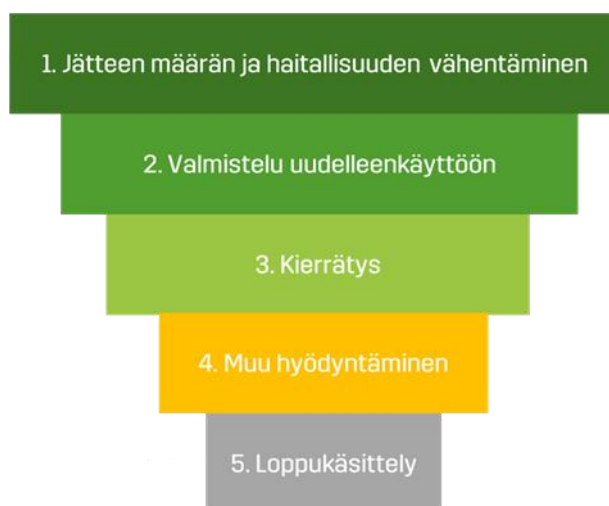 1. Jätteen määrän ja haitallisuuden vähentäminen
2. Valmistelu uudelleenkäyttöön
3. Kierrätys
4. Muu hyödyntäminen
5. Loppukäsittely